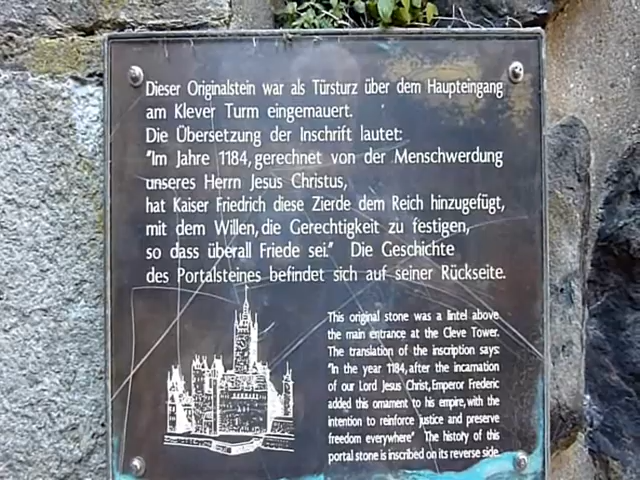 Dieser Originalstein war als Türsturz über dem Haupteingang
am Klever Turm eingemauert.
Die Übersetzung der Inschrift lautet:
"Im Jahre 1184, gerechnet von der Menschwerdung
unseres Herrn Jesus Christus,
hat Kaiser Friedrich diese Zierde dem Reich hinzugefügt,
mit dem Willen, die Gerechtigkeit zu festigen,
so dass überall Friede sei." Die Geschichte
des Portalsteines befindet sich auf seiner Rückseite.
This original stone was a lintel above
the main entrance at the Cleve Tower.
The translation of the inscription says:
"In the year 1184, after the incarnation
of our Lord Jesus Christ, Emperor Frederic
added this ornament to his empire, with the
intention to reinforce justice and preserve
freedom everywhere" The history of this
portal stone is inscribed on its reverse side.